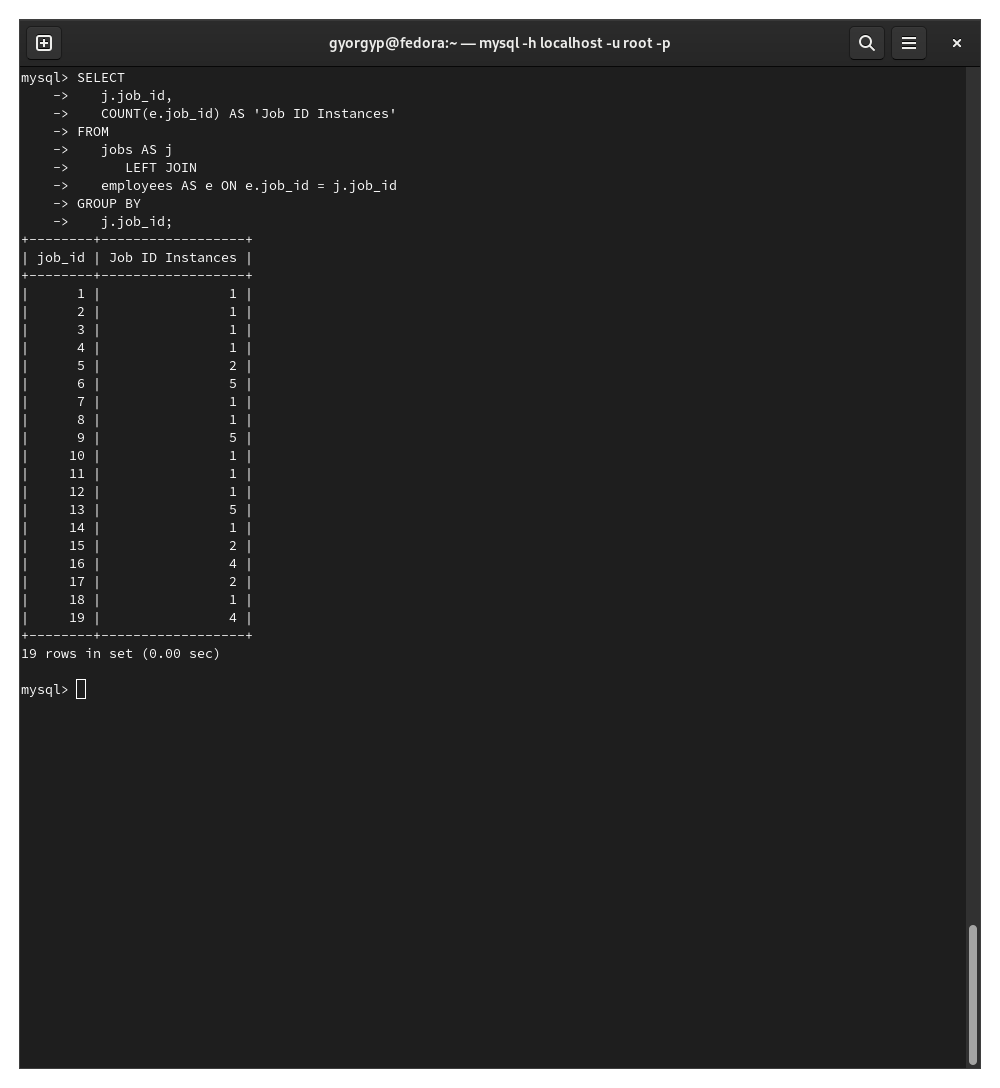 gyorgyp@fedora:~ — mysql -h localhost -u root -p
mysql> SELECT
    ->    j.job_id,
    ->    COUNT(e.job_id) AS 'Job ID Instances'
    -> FROM
    ->    jobs AS j
    ->       LEFT JOIN
    ->    employees AS e ON e.job_id = j.job_id
    -> GROUP BY
    ->    j.job_id;
+--------+------------------+
| job_id | Job ID Instances |
+--------+------------------+
|      1 |                1 |
|      2 |                1 |
|      3 |                1 |
|      4 |                1 |
|      5 |                2 |
|      6 |                5 |
|      7 |                1 |
|      8 |                1 |
|      9 |                5 |
|     10 |                1 |
|     11 |                1 |
|     12 |                1 |
|     13 |                5 |
|     14 |                1 |
|     15 |                2 |
|     16 |                4 |
|     17 |                2 |
|     18 |                1 |
|     19 |                4 |
+--------+------------------+
19 rows in set (0.00 sec)
mysql>